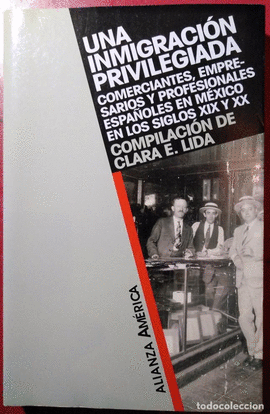 UNA
INMIGRACIÓN
PRIVILEGIADA
COMERCIANTES, EMPRE-
SARIOS Y PROFESIONALES
ESPAÑOLES EN MÉXICO
EN LOS SIGLOS XIX Y XX
COMPILACIÓN DE
CLARA E. LIDA
ALIANZA AMÉRICA
todocoleccion